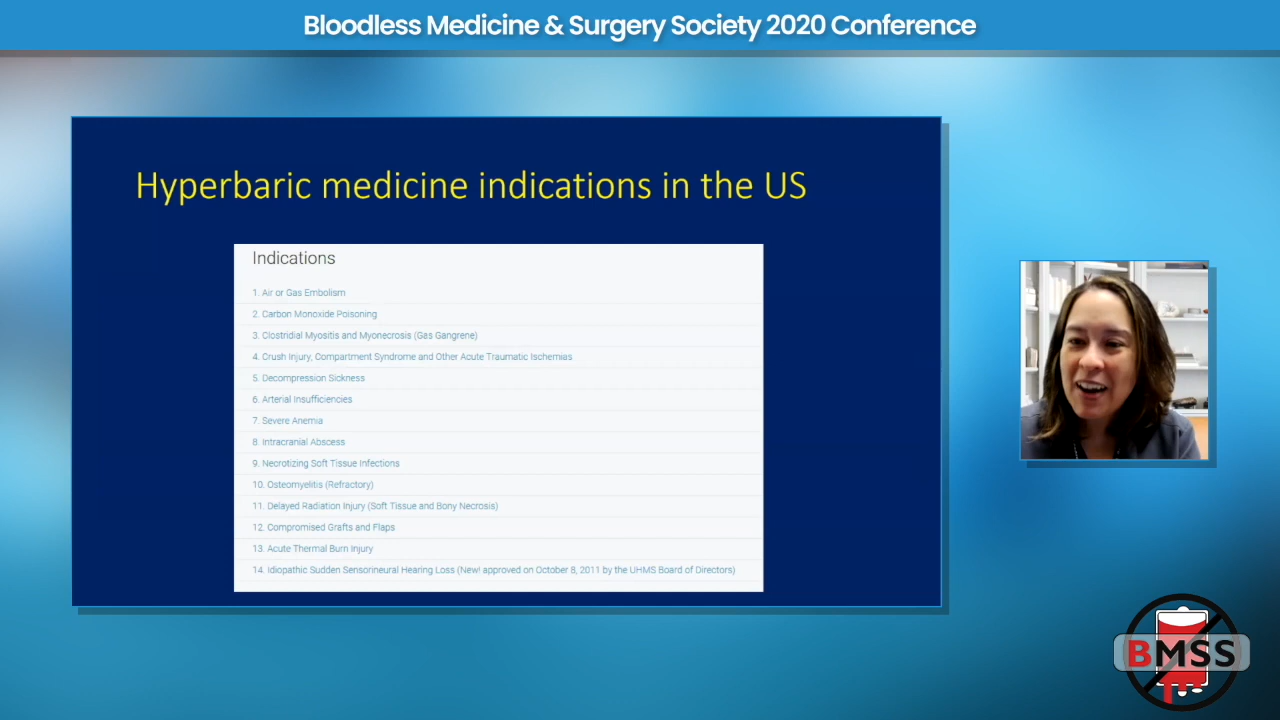 Bloodless Medicine & Surgery Society 2020 Conference
Hyperbaric medicine indications in the US
Indications
1. Air or Gas Embolism
2. Carbon Monoxide Poisoning
3. Clostridial Myositis and Myonecrosis (Gas Gangrene)
4. Crush Injury, Compartment Syndrome and Other Acute Traumatic Ischemias
5. Decompression Sickness
6. Arterial Insufficiencies
7. Severe Anemia
8. Intracranial Abscess
9. Necrotizing Soft Tissue Infections
10. Osteomyelitis (Refractory)
11. Delayed Radiation Injury (Soft Tissue and Bony Necrosis)
12. Compromised Grafts and Flaps
13. Acute Thermal Burn Injury
14. Idiopathic Sudden Sensorineural Hearing Loss (New! approved on October 8, 2011 by the UHMS Board of Directors)
BMSS